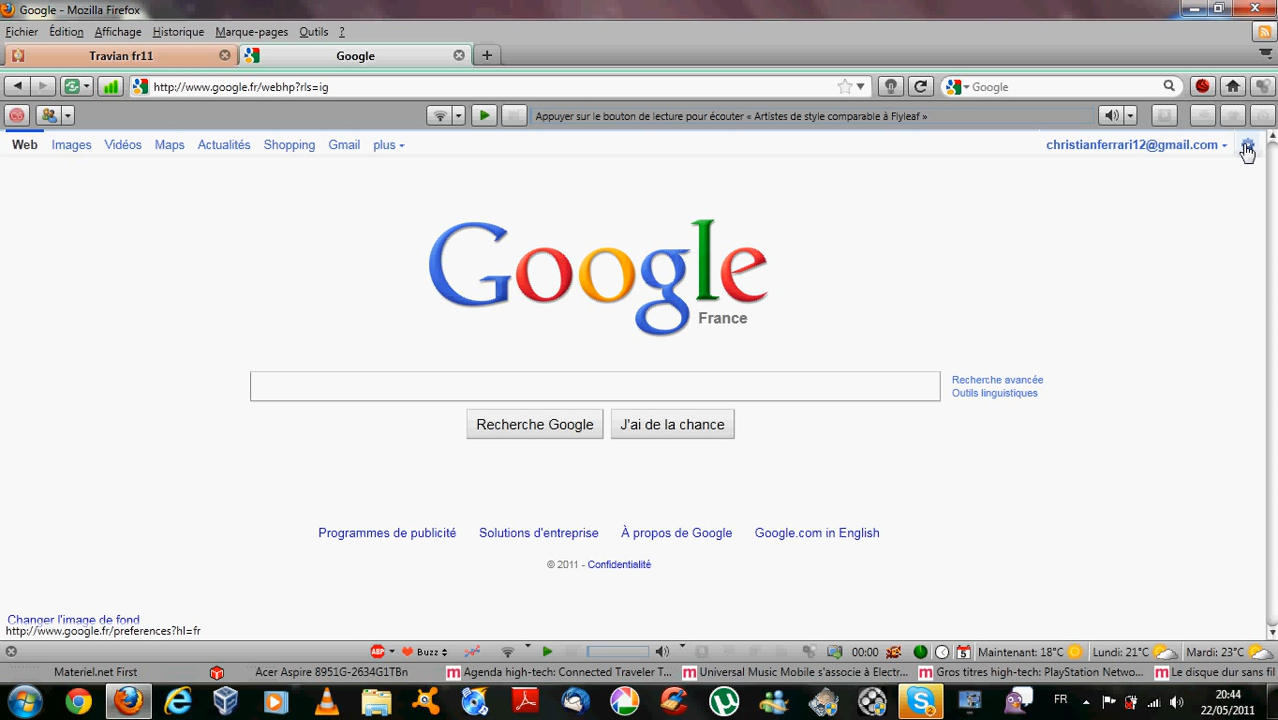 Google - Mozilla Firefox
Fichier Édition Affichage Historique Marque-pages Outils ?
Travian fr11 Google
http://www.google.fr/webhp?rls=ig Google
Appuyer sur le bouton de lecture pour écouter « Artistes de style comparable à Flyleaf »
Web Images Vidéos Maps Actualités Shopping Gmail plus christianferrari12@gmail.com
Google
France
Recherche avancée
Outils linguistiques
Recherche Google J'ai de la chance
Programmes de publicité Solutions d'entreprise À propos de Google Google.com in English
© 2011 - Confidentialité
Changer l'image de fond
http://www.google.fr/preferences?hl=fr
ABP Buzz : 00:00 5 Maintenant: 18°C Lundi: 21°C Mardi: 23°C
Materiel.net First Acer Aspire 8951G-2634G1TBn Agenda high-tech: Connected Traveler T... Universal Music Mobile s'associe à Electr... Gros titres high-tech: PlayStation Netwo... Le disque dur sans fil
FR 20:44
22/05/2011